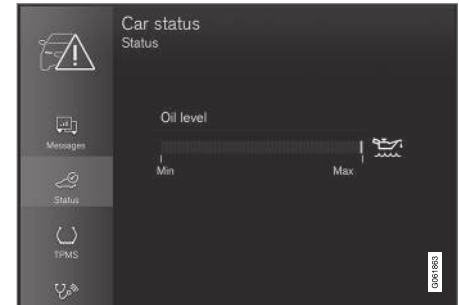 Car status
Status
Oil level
Min Max
Messages
Status
TPMS
G061863